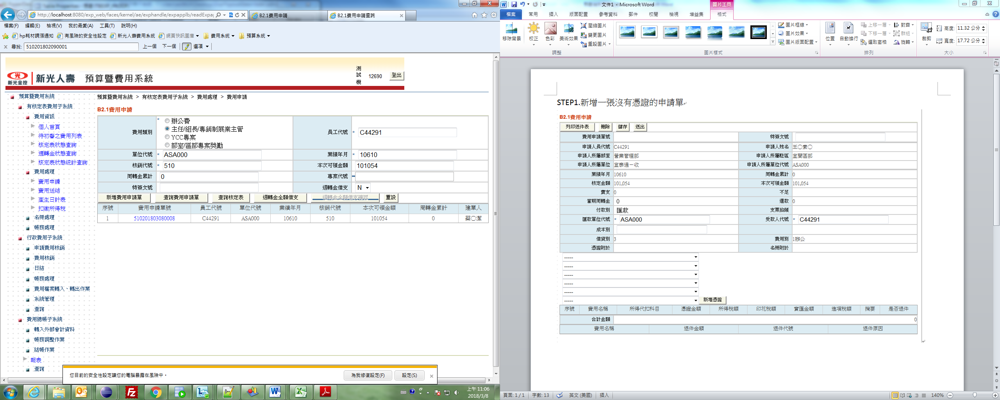 http://localhost:8080/exp_web/faces/kernel/ae/exphandle/expapplb/readExpa
B2.1費用申請
B2.1費用申請查詢
檔案(F) 編輯(E) 檢視(V) 我的最愛(A) 工具(T) 說明(H)
hp耗材調漲通知 有風險的安全性設定 新光人壽費用系統 網頁快訊圖庫 費用系統 預算系統
尋找: 510201802090001 上一個 下一個 選項
新光金控 新光人壽 預算暨費用系統
測試機 12690 登出
預算暨費用系統
有核定表費用子系統
費用資訊
個人首頁
待初審之費用列表
核定表狀態查詢
週轉金狀態查詢
核定表狀態統計查詢
費用處理
費用申請
費用送結
產生日計表
扣繳所得稅
名冊處理
帳務處理
行政費用子系統
申請費用核銷
費用核銷
日結
帳務處理
費用檔案轉入、轉出作業
系統管理
查詢
費用總帳子系統
轉入外部會計資料
帳務調整作業
結帳作業
報表
查詢
預算暨費用系統 > 有核定表費用子系統 > 費用處理 > 費用申請
B2.1費用申請
費用類別 * 辦公費
主任/組長/專銷制展業主管
YCC專案
部室/區部專案獎勵
員工代號 * C44291
單位代號 * ASA000 業績年月 * 10610
核銷代號 * 510 本次可領金額 101054
周轉金累計 0 專案代號
特簽文號 週轉金借支 N
新增費用申請單 查詢費用申請單 查詢核定表 週轉金全額借支 週轉金全額借支確認 重設
序號 費用申請單號 員工代號 單位代號 業績年月 核銷代號 本次可領金額 周轉金累計 建單人
1 510201803080008 C44291 ASA000 10610 510 101054 0 蔡〇潔
您目前的安全性設定讓您的電腦暴露在風險中。 為我修復設定(F) 設定(S)
上午 11:06
2018/3/8
文件1 - Microsoft Word
圖片工具
檔案 常用 插入 版面配置 參考資料 郵件 校閱 檢視 增益集 格式
移除背景 校正 色彩 美術效果
壓縮圖片
變更圖片
重設圖片
調整
圖片樣式
圖片框線
圖片效果
圖片版面配置
位置 自動換行
上移一層 對齊
下移一層 群組
選取窗格 旋轉
排列
裁剪
高度: 11.32 公分
寬度: 17.72 公分
大小
STEP1.新增一張沒有憑證的申請單
B2.1費用申請
列印送件表 刪除 儲存 送出
費用申請單號 特簽文號
申請人員代號 C44291 申請人姓名 王〇素〇
申請人所屬部室 營業管理部 申請人所屬駐區 宜蘭區部
申請人所屬單位 宜泰通一收 申請人所屬單位代號 ASA000
業績年月 10610 周轉金累計 0
核定金額 101,054 本次可領金額 101,054
實支 0 不足
當期周轉金 0 還款 0
付款別 匯款 支票抬頭
匯款單位代號 * ASA000 受款人代號 * C44291
成本別
借貸別 3 費用別 1辦公
憑證附於 名冊附於
-----
-----
-----
-----
-----
----- 新增憑證
序號 費用名稱 所得代扣科目 憑證金額 所得稅額 印花稅額 實匯金額 進項稅額 摘要 是否退件
合計金額 0
費用名稱 退件金額 退件代號 退件原因
頁面: 1 / 1 字數: 13 英文 (美國) 插入 140%